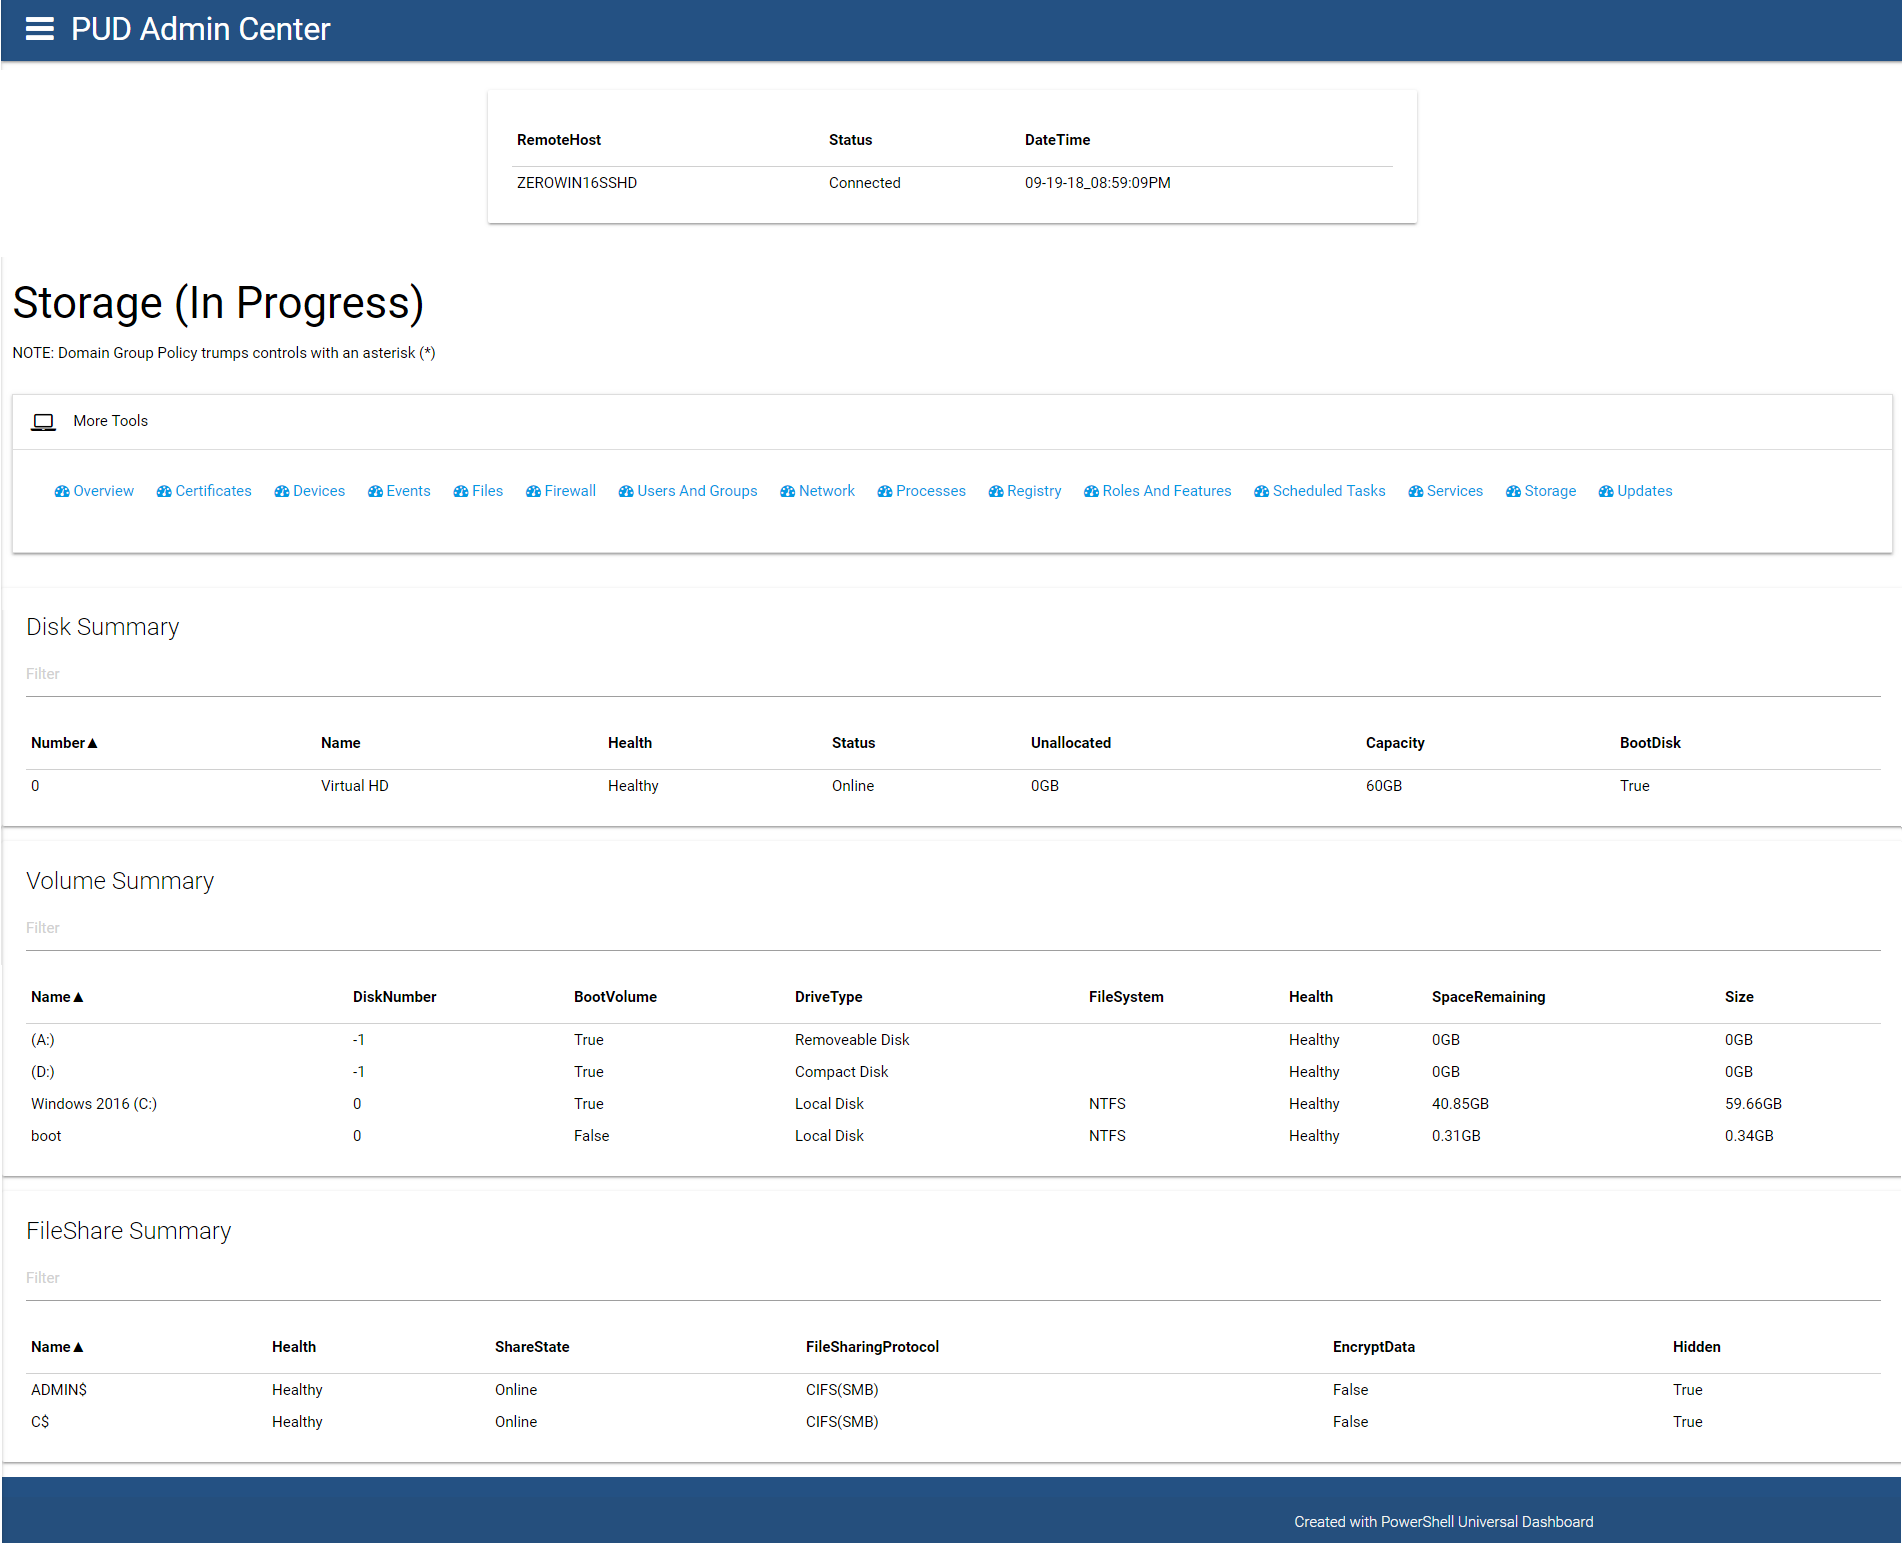 PUD Admin Center
RemoteHost Status DateTime
ZEROWIN16SSHD Connected 09-19-18_08:59:09PM
Storage (In Progress)
NOTE: Domain Group Policy trumps controls with an asterisk (*)
More Tools
Overview Certificates Devices Events Files Firewall Users And Groups Network Processes Registry Roles And Features Scheduled Tasks Services Storage Updates
Disk Summary
Filter
Number▲ Name Health Status Unallocated Capacity BootDisk
0 Virtual HD Healthy Online 0GB 60GB True
Volume Summary
Filter
Name▲ DiskNumber BootVolume DriveType FileSystem Health SpaceRemaining Size
(A:) -1 True Removeable Disk Healthy 0GB 0GB
(D:) -1 True Compact Disk Healthy 0GB 0GB
Windows 2016 (C:) 0 True Local Disk NTFS Healthy 40.85GB 59.66GB
boot 0 False Local Disk NTFS Healthy 0.31GB 0.34GB
FileShare Summary
Filter
Name▲ Health ShareState FileSharingProtocol EncryptData Hidden
ADMIN$ Healthy Online CIFS(SMB) False True
C$ Healthy Online CIFS(SMB) False True
Created with PowerShell Universal Dashboard